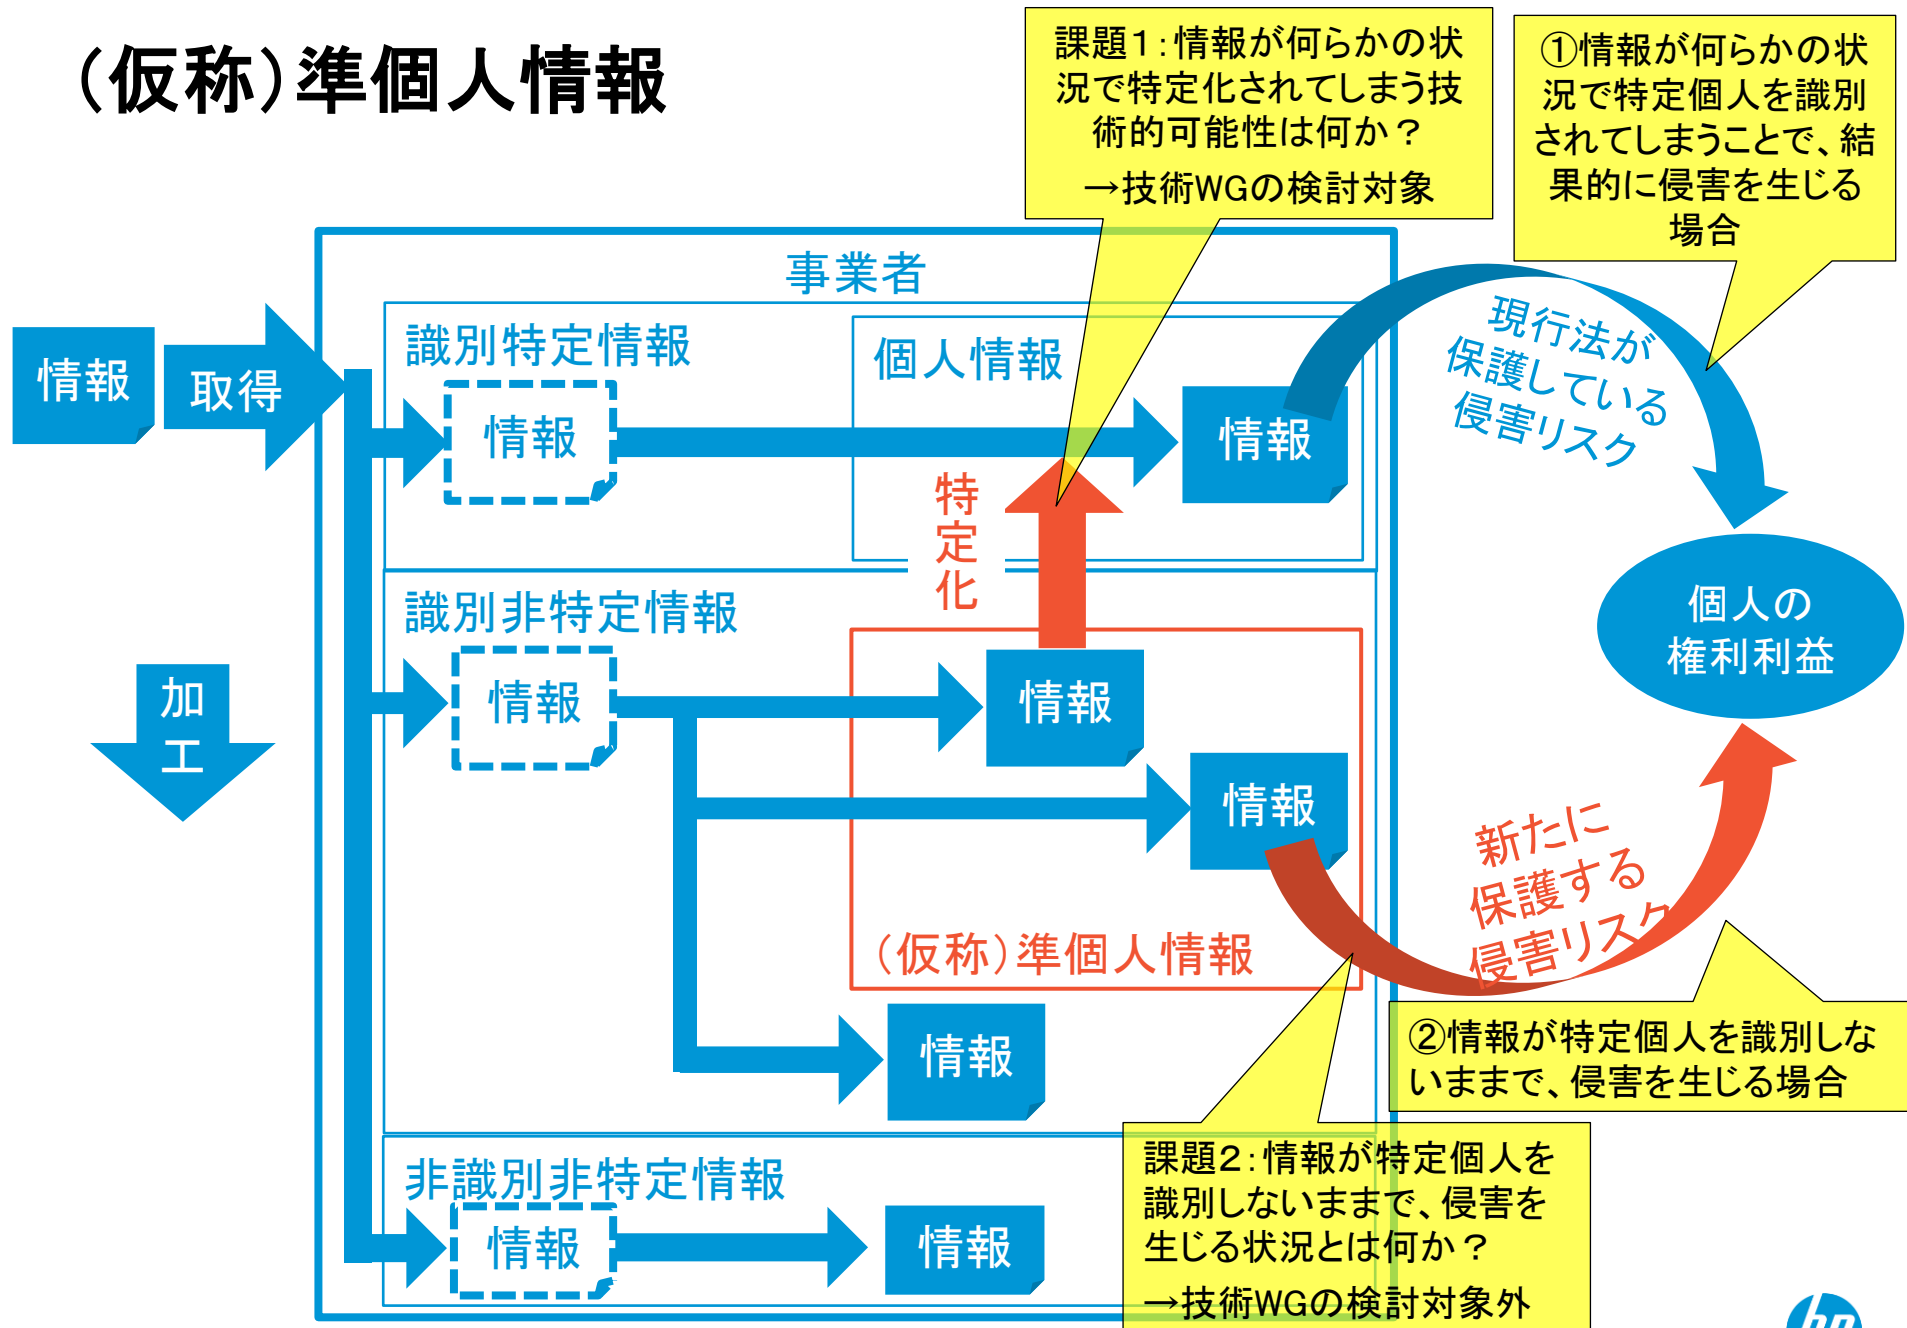 （仮称）準個人情報
課題１：情報が何らかの状
況で特定化されてしまう技
術的可能性は何か？
→技術WGの検討対象
①情報が何らかの状
況で特定個人を識別
されてしまうことで、結
果的に侵害を生じる
場合
事業者
情報
取得
識別特定情報
情報
個人情報
情報
現行法が
保護している
侵害リスク
特
定
化
識別非特定情報
情報
情報
情報
（仮称）準個人情報
情報
加
工
個人の
権利利益
新たに
保護する
侵害リスク
②情報が特定個人を識別しな
いままで、侵害を生じる場合
非識別非特定情報
情報
情報
課題２：情報が特定個人を
識別しないままで、侵害を
生じる状況とは何か？
→技術WGの検討対象外
hp